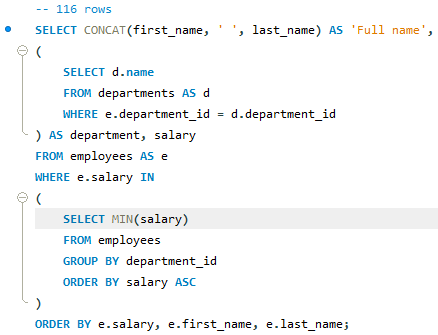 -- 116 rows
SELECT CONCAT(first_name, ' ', last_name) AS 'Full name',
(
    SELECT d.name
    FROM departments AS d
    WHERE e.department_id = d.department_id
) AS department, salary
FROM employees AS e
WHERE e.salary IN
(
    SELECT MIN(salary)
    FROM employees
    GROUP BY department_id
    ORDER BY salary ASC
)
ORDER BY e.salary, e.first_name, e.last_name;